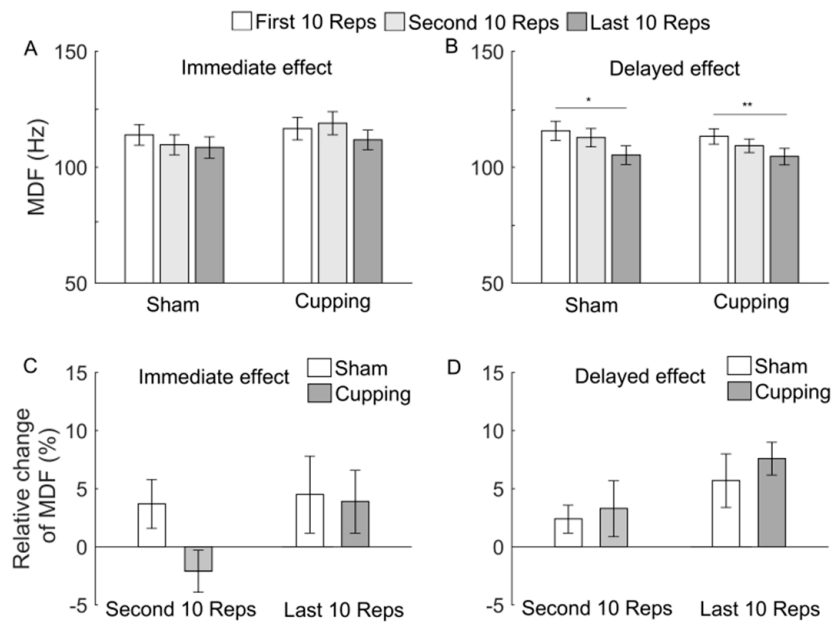 First 10 Reps Second 10 Reps Last 10 Reps
A
Immediate effect
150
100
50
MDF (Hz)
Sham Cupping
B
Delayed effect
150
100
50
*
**
Sham Cupping
C
Immediate effect
Sham
Cupping
15
10
5
0
-5
Relative change
of MDF (%)
Second 10 Reps Last 10 Reps
D
Delayed effect
Sham
Cupping
15
10
5
0
-5
Second 10 Reps Last 10 Reps